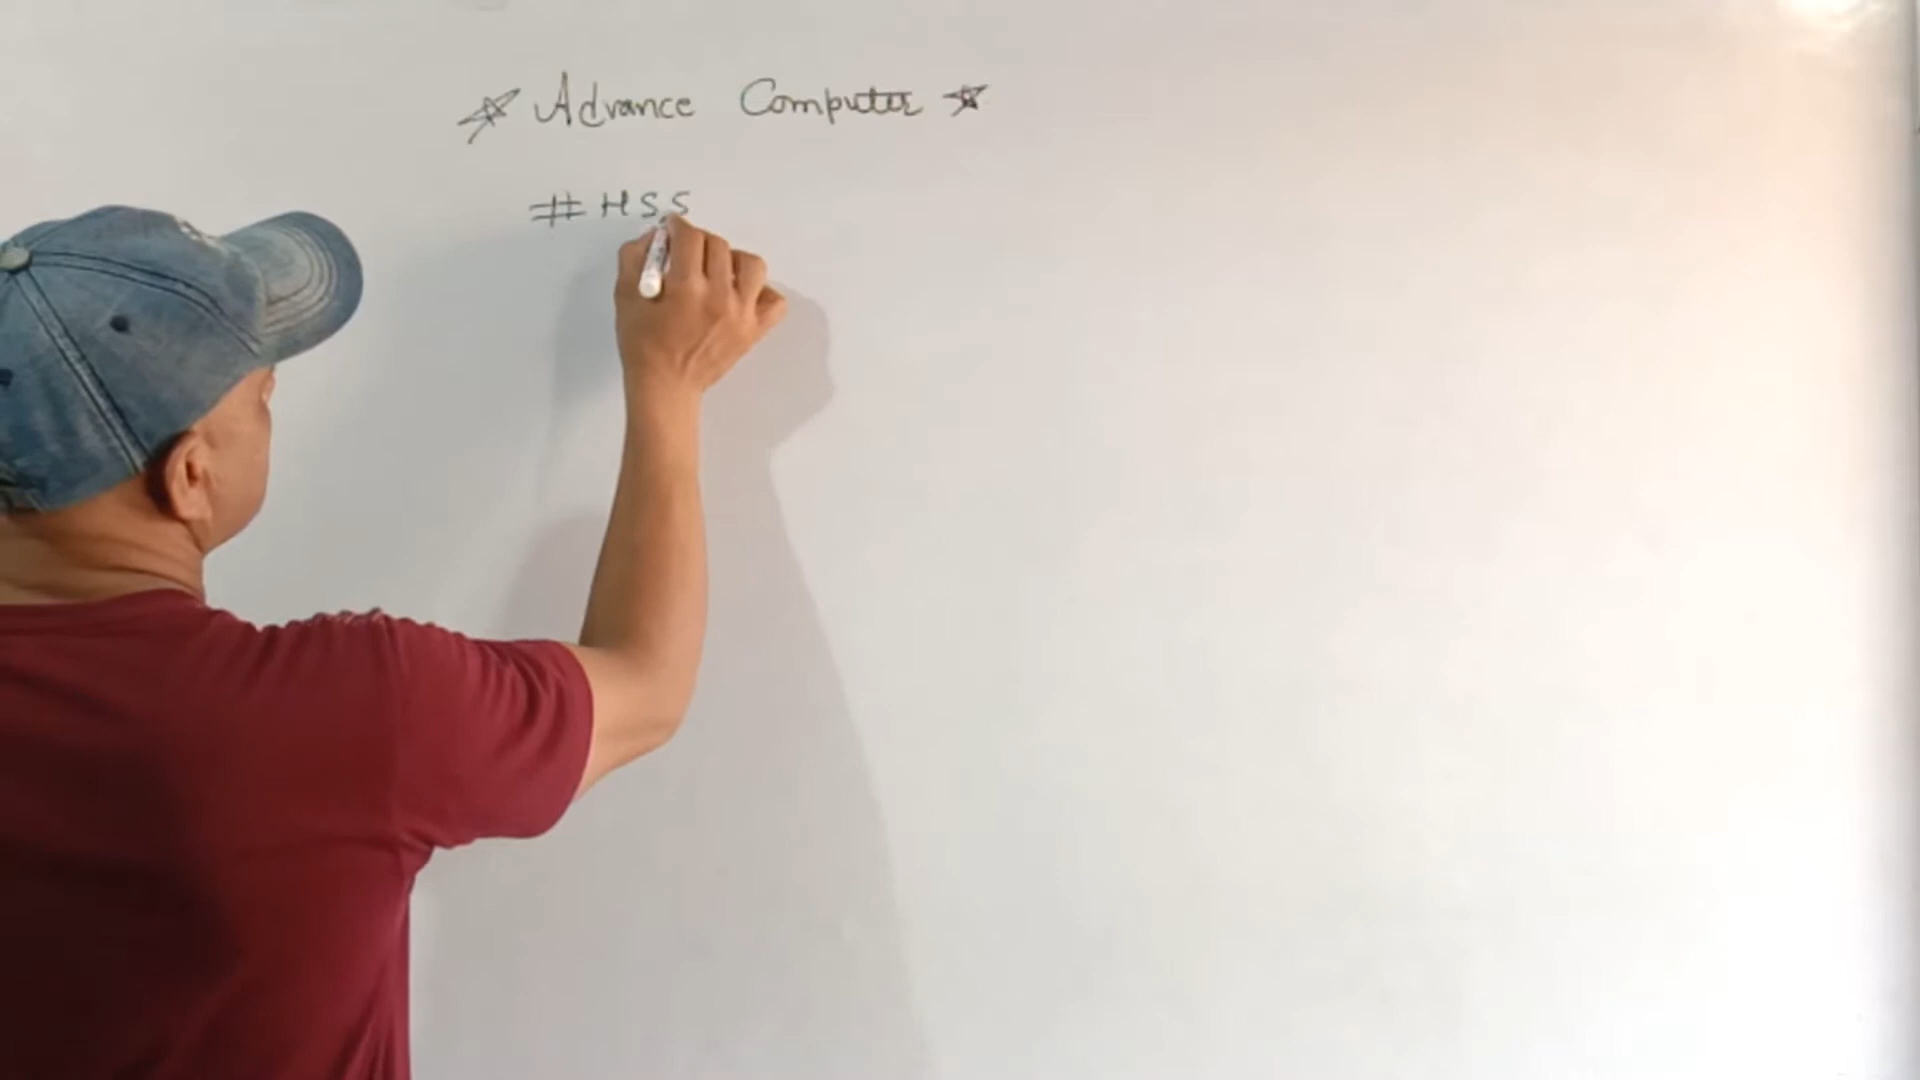 ☆ Advance Computer ☆
# HSS